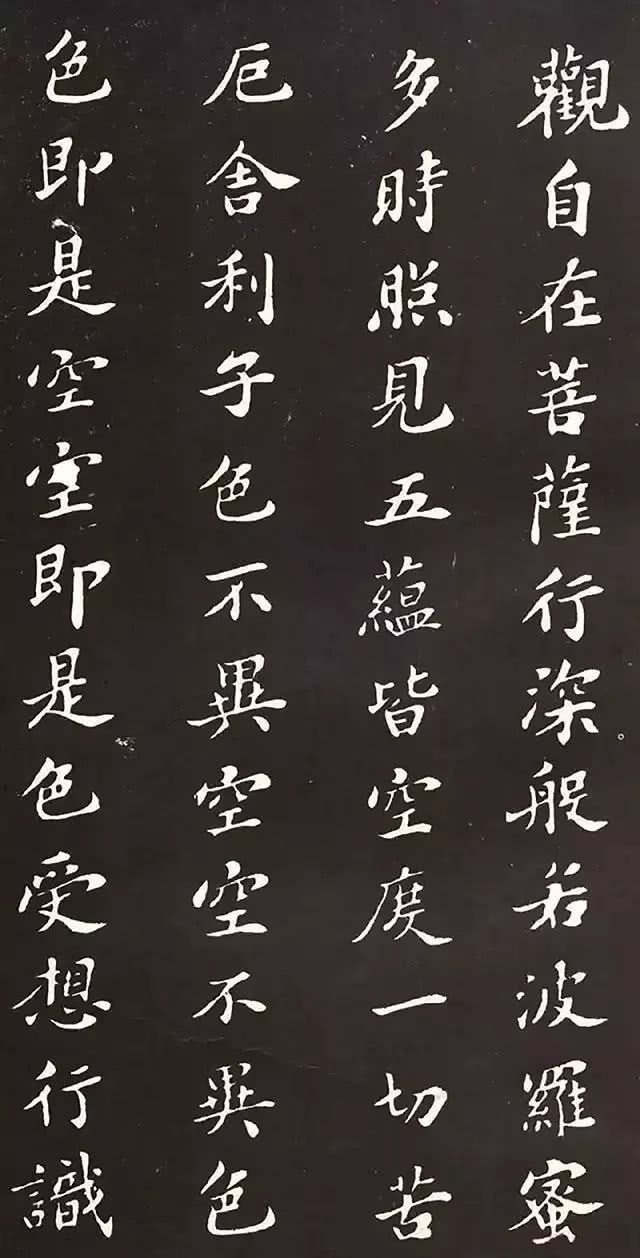 觀自在菩薩行深般若波羅蜜
多時照見五蘊皆空度一切苦
厄舍利子色不異空空不異色
色即是空空即是色受想行識